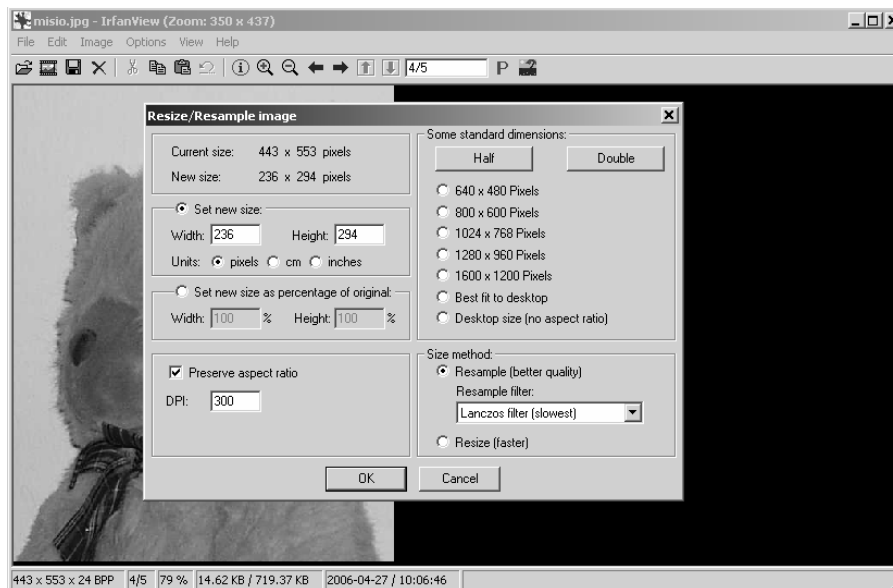 misio.jpg - IrfanView (Zoom: 350 x 437)
File Edit Image Options View Help
4/5 P
Resize/Resample image
Current size: 443 x 553 pixels
New size: 236 x 294 pixels
Set new size:
Width: 236 Height: 294
Units: pixels cm inches
Set new size as percentage of original:
Width: 100 % Height: 100 %
Preserve aspect ratio
DPI: 300
Some standard dimensions:
Half Double
640 x 480 Pixels
800 x 600 Pixels
1024 x 768 Pixels
1280 x 960 Pixels
1600 x 1200 Pixels
Best fit to desktop
Desktop size (no aspect ratio)
Size method:
Resample (better quality)
Resample filter:
Lanczos filter (slowest)
Resize (faster)
OK Cancel
443 x 553 x 24 BPP 4/5 79 % 14.62 KB / 719.37 KB 2006-04-27 / 10:06:46